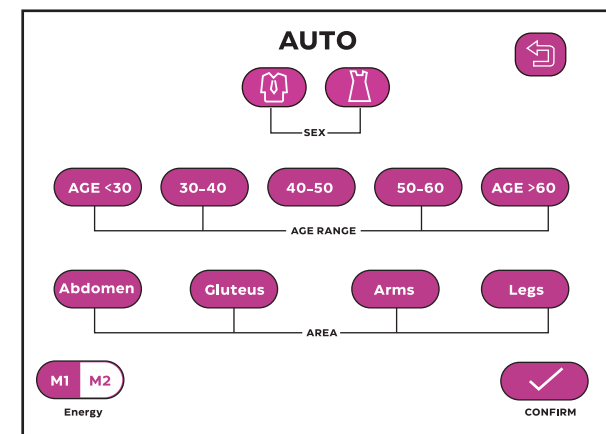 AUTO
SEX
AGE <30 30-40 40-50 50-60 AGE >60
AGE RANGE
Abdomen Gluteus Arms Legs
AREA
M1 M2
Energy
CONFIRM